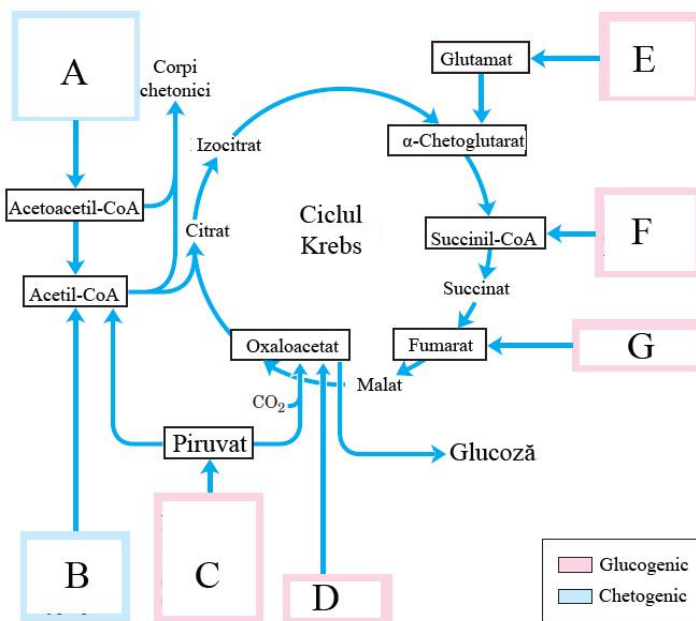 A
Corpi
chetonici
Glutamat
E
Izocitrat
α-Chetoglutarat
Acetoacetil-CoA
Citrat
Ciclul
Krebs
Succinil-CoA
F
Acetil-CoA
Succinat
Oxaloacetat
Fumarat
G
Malat
CO₂
Piruvat
Glucoză
B
C
D
Glucogenic
Chetogenic